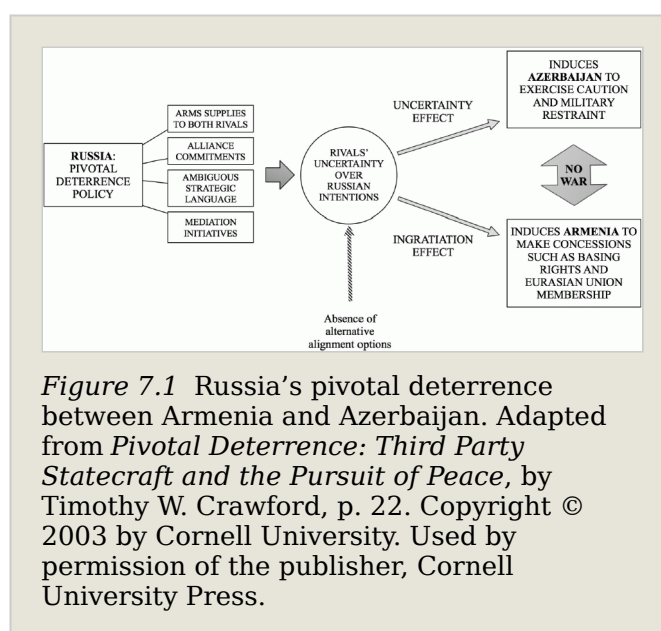 RUSSIA:
PIVOTAL
DETERRENCE
POLICY
ARMS SUPPLIES
TO BOTH RIVALS
ALLIANCE
COMMITMENTS
AMBIGUOUS
STRATEGIC
LANGUAGE
MEDIATION
INITIATIVES
RIVALS'
UNCERTAINTY
OVER
RUSSIAN
INTENTIONS
Absence of
alternative
alignment options
UNCERTAINTY
EFFECT
INGRATIATION
EFFECT
INDUCES
AZERBAIJAN TO
EXERCISE CAUTION
AND MILITARY
RESTRAINT
NO
WAR
INDUCES ARMENIA TO
MAKE CONCESSIONS
SUCH AS BASING
RIGHTS AND
EURASIAN UNION
MEMBERSHIP
Figure 7.1 Russia’s pivotal deterrence
between Armenia and Azerbaijan. Adapted
from Pivotal Deterrence: Third Party
Statecraft and the Pursuit of Peace, by
Timothy W. Crawford, p. 22. Copyright ©
2003 by Cornell University. Used by
permission of the publisher, Cornell
University Press.